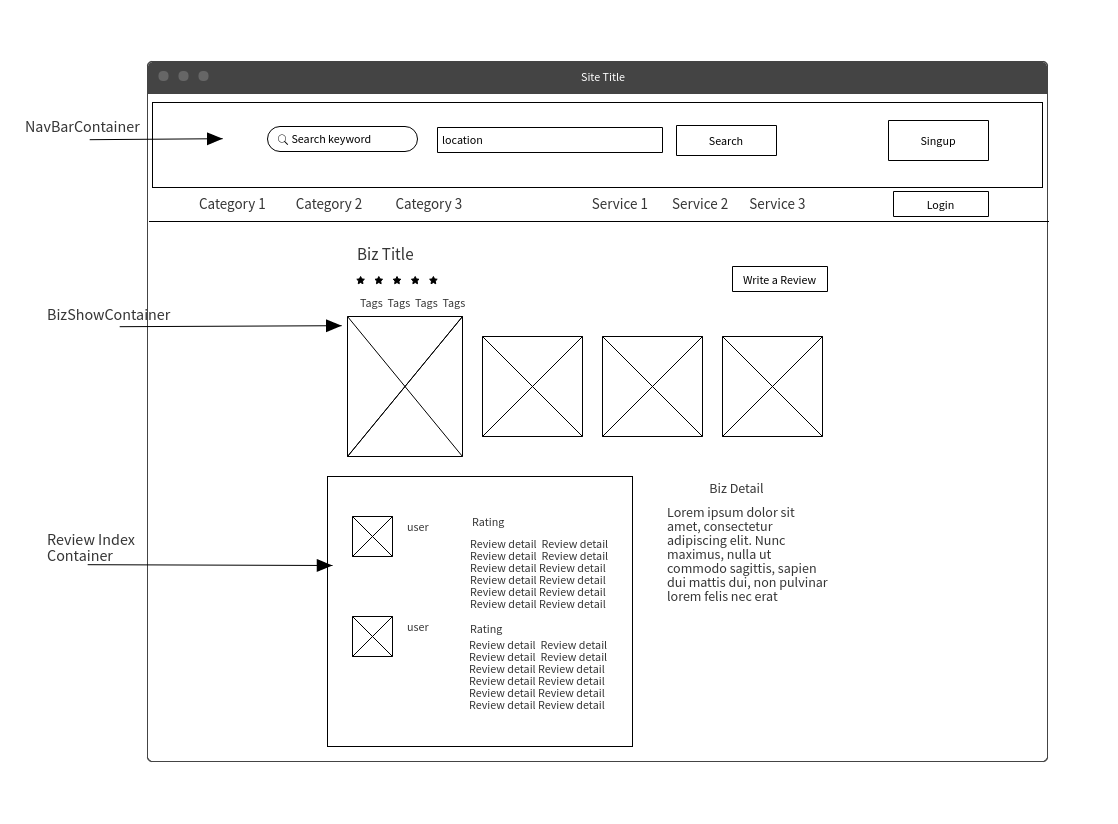 Site Title
NavBarContainer
Search keyword
location
Search
Singup
Category 1 Category 2 Category 3 Service 1 Service 2 Service 3
Login
Biz Title
Write a Review
Tags Tags Tags Tags
BizShowContainer
Biz Detail
Lorem ipsum dolor sit
amet, consectetur
adipiscing elit. Nunc
maximus, nulla ut
commodo sagittis, sapien
dui mattis dui, non pulvinar
lorem felis nec erat
Review Index
Container
user
Rating
Review detail Review detail
Review detail Review detail
Review detail Review detail
Review detail Review detail
Review detail Review detail
Review detail Review detail
user
Rating
Review detail Review detail
Review detail Review detail
Review detail Review detail
Review detail Review detail
Review detail Review detail
Review detail Review detail